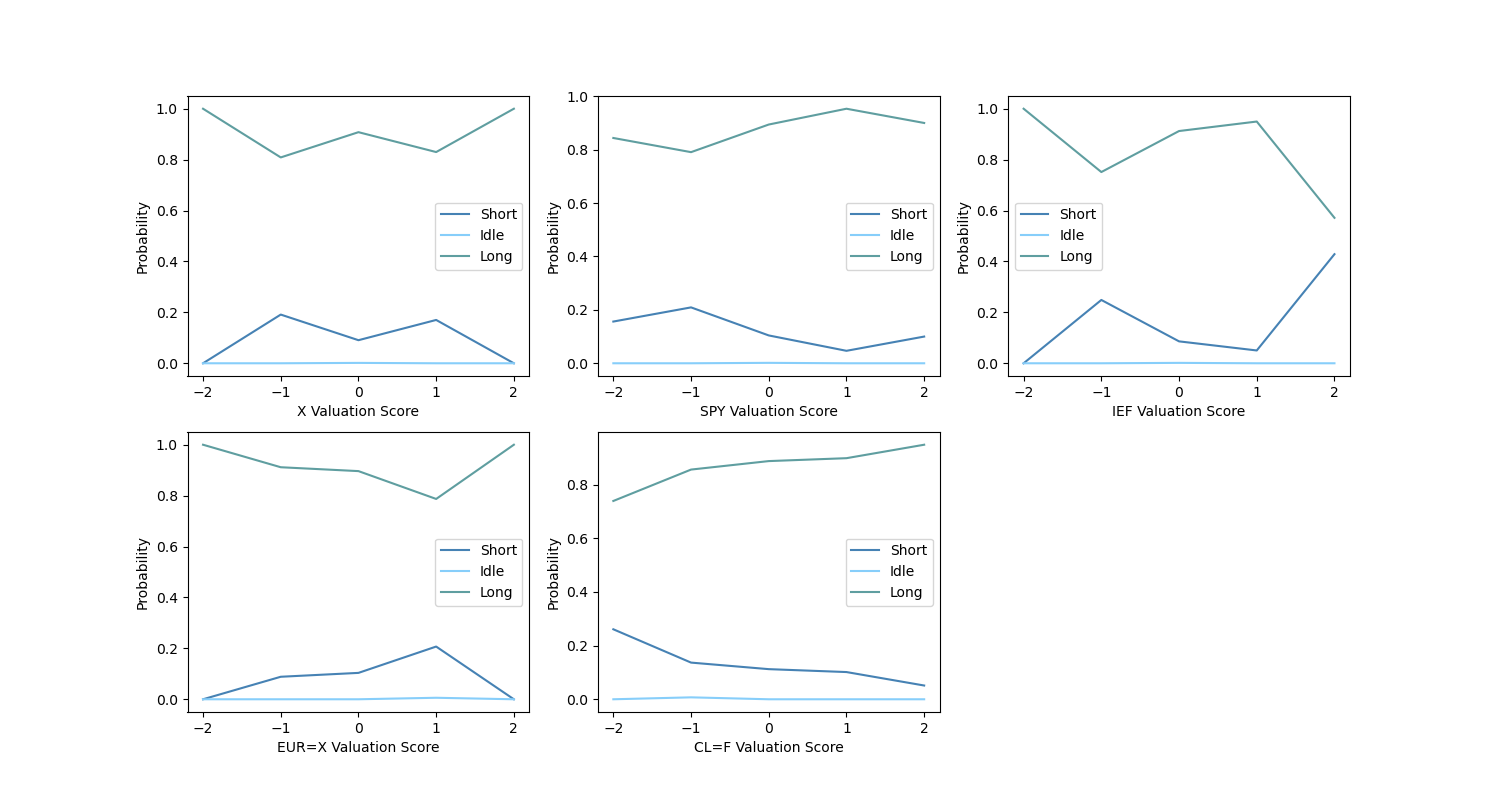 1.0
0.8
0.6
0.4
0.2
0.0
Probability
−2 −1 0 1 2
X Valuation Score
Short
Idle
Long
1.0
0.8
0.6
0.4
0.2
0.0
Probability
−2 −1 0 1 2
SPY Valuation Score
Short
Idle
Long
1.0
0.8
0.6
0.4
0.2
0.0
Probability
−2 −1 0 1 2
IEF Valuation Score
Short
Idle
Long
1.0
0.8
0.6
0.4
0.2
0.0
Probability
−2 −1 0 1 2
EUR=X Valuation Score
Short
Idle
Long
0.8
0.6
0.4
0.2
0.0
Probability
−2 −1 0 1 2
CL=F Valuation Score
Short
Idle
Long